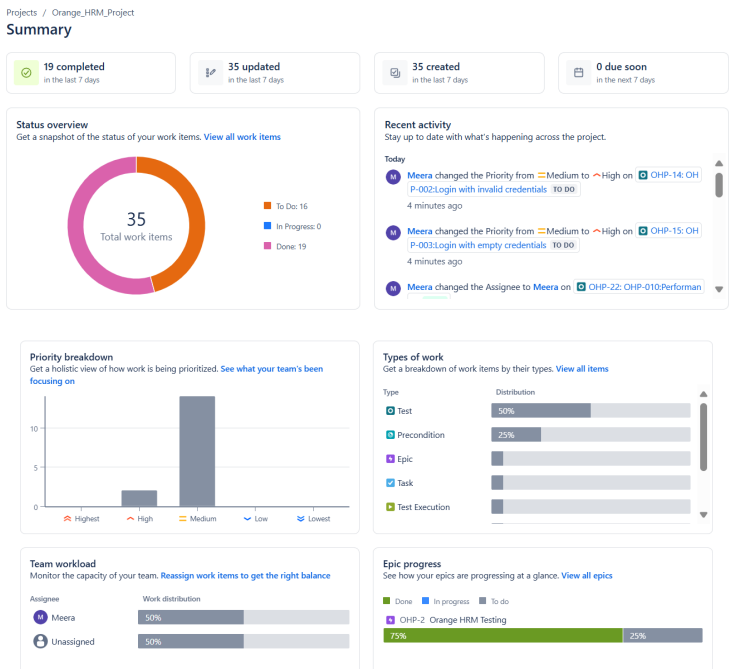 Projects / Orange_HRM_Project
Summary
19 completed
in the last 7 days
35 updated
in the last 7 days
35 created
in the last 7 days
0 due soon
in the next 7 days
Status overview
Get a snapshot of the status of your work items. View all work items
35
Total work items
To Do: 16
In Progress: 0
Done: 19
Recent activity
Stay up to date with what's happening across the project.
Today
M Meera changed the Priority from Medium to High on OHP-14: OH
P-002:Login with invalid credentials TO DO
4 minutes ago
M Meera changed the Priority from Medium to High on OHP-15: OH
P-003:Login with empty credentials TO DO
4 minutes ago
M Meera changed the Assignee to Meera on OHP-22: OHP-010:Performan
Priority breakdown
Get a holistic view of how work is being prioritized. See what your team's been
focusing on
10
5
0
Highest High Medium Low Lowest
Types of work
Get a breakdown of work items by their types. View all items
Type Distribution
Test 50%
Precondition 25%
Epic
Task
Test Execution
Team workload
Monitor the capacity of your team. Reassign work items to get the right balance
Assignee Work distribution
M Meera 50%
Unassigned 50%
Epic progress
See how your epics are progressing at a glance. View all epics
Done In progress To do
OHP-2 Orange HRM Testing
75% 25%